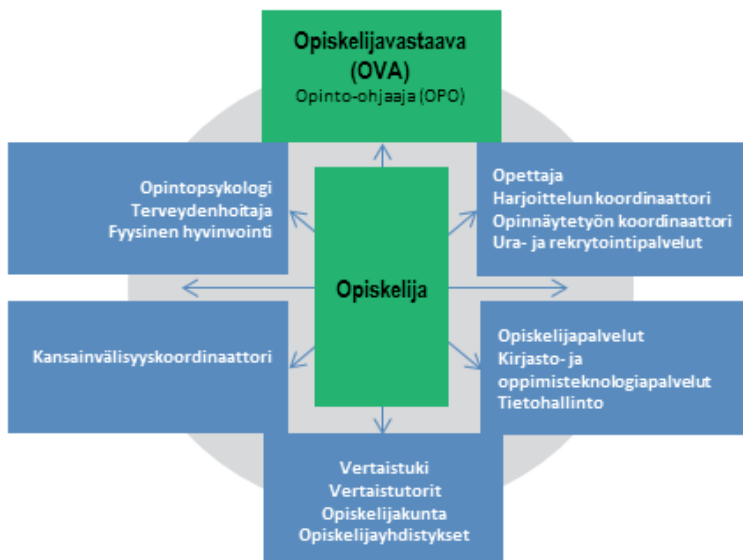 Opiskelijavastaava
(OVA)
Opinto-ohjaaja (OPO)
Opintopsykologi
Terveydenhoitaja
Fyysinen hyvinvointi
Opettaja
Harjoittelun koordinaattori
Opinnäytetyön koordinaattori
Ura- ja rekrytointipalvelut
Opiskelija
Kansainvälisyyskoordinaattori
Opiskelijapalvelut
Kirjasto- ja
oppimisteknologiapalvelut
Tietohallinto
Vertaistuki
Vertaistutorit
Opiskelijakunta
Opiskelijayhdistykset